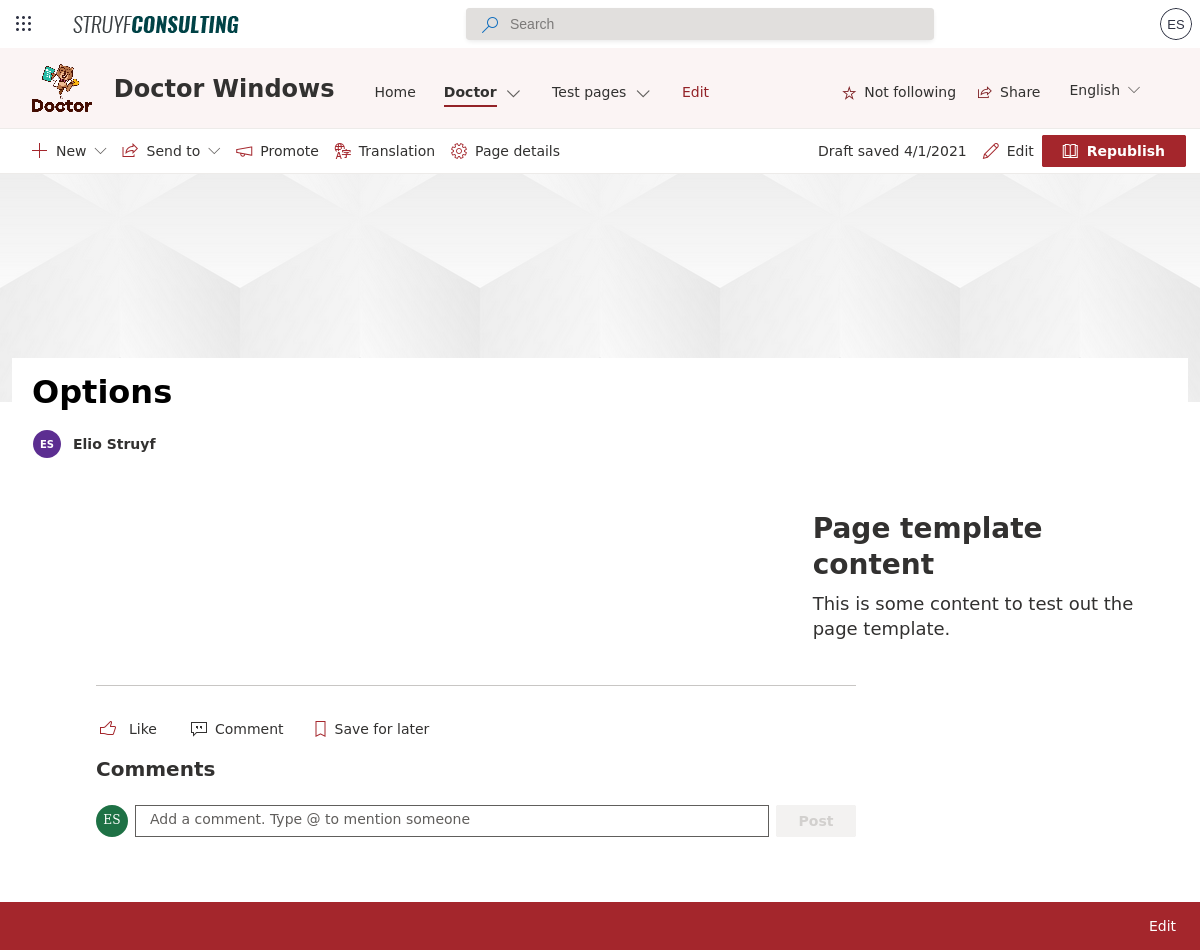 STRUYFCONSULTING
Search
ES
Doctor
Doctor Windows
Home
Doctor
Test pages
Edit
Not following
Share
English
New
Send to
Promote
Translation
Page details
Draft saved 4/1/2021
Edit
Republish
Options
ES
Elio Struyf
Page template
content
This is some content to test out the
page template.
Like
Comment
Save for later
Comments
ES
Add a comment. Type @ to mention someone
Post
Edit